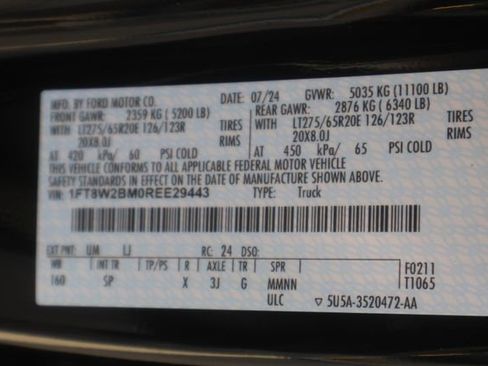 MFD. BY FORD MOTOR CO. DATE: 07/24 GVWR: 5035 KG (11100 LB)
FRONT GAWR: 2359 KG (5200 LB) REAR GAWR: 2876 KG (6340 LB)
WITH LT275/65R20E 126/123R TIRES WITH LT275/65R20E 126/123R TIRES
20X8.0J RIMS 20X8.0J RIMS
AT 420 kPa/ 60 PSI COLD AT 450 kPa/ 65 PSI COLD
THIS VEHICLE CONFORMS TO ALL APPLICABLE FEDERAL MOTOR VEHICLE
SAFETY STANDARDS IN EFFECT ON THE DATE OF MANUFACTURE SHOWN ABOVE.
VIN: 1FT8W2BM0REE29443 TYPE: Truck
EXT PNT: UM LJ RC: 24 DSO:
WB INT TR TP/PS R AXLE TR SPR F0211
160 SP X 3J G MMNN T1065
ULC 5U5A-3520472-AA